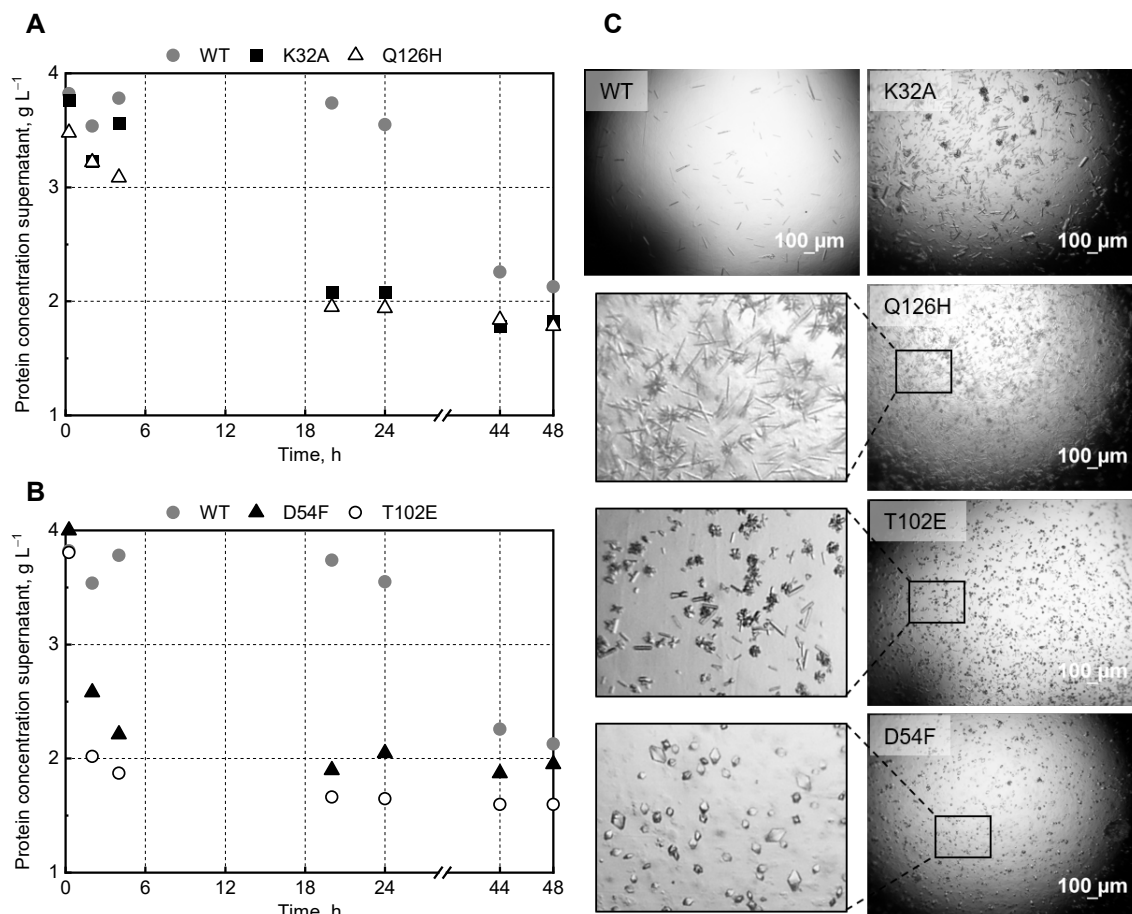 A
WT K32A Q126H
Protein concentration supernatant, g L⁻¹
4
3
2
1
0 6 12 18 24 44 48
Time, h
B
WT D54F T102E
Protein concentration supernatant, g L⁻¹
4
3
2
1
0 6 12 18 24 44 48
Time, h
C
WT
100 µm
K32A
100 µm
Q126H
100 µm
T102E
100 µm
D54F
100 µm